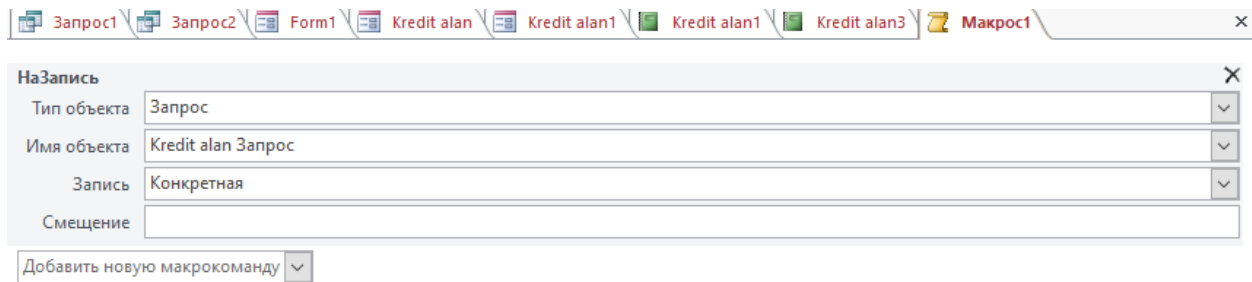 Запрос1 Запрос2 Form1 Kredit alan Kredit alan1 Kredit alan1 Kredit alan3 Макрос1
НаЗапись
Тип объекта Запрос
Имя объекта Kredit alan Запрос
Запись Конкретная
Смещение
Добавить новую макрокоманду